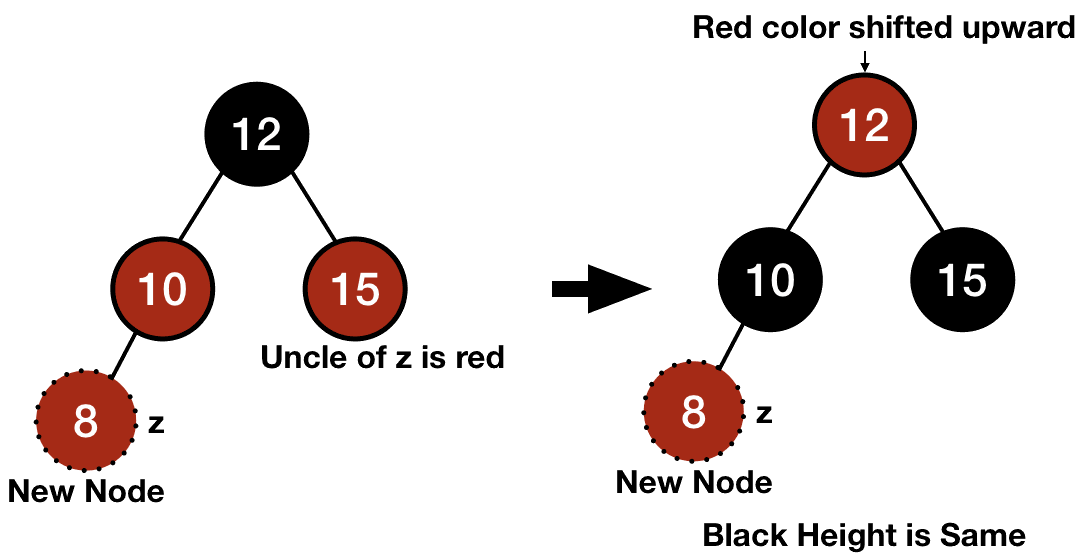 12
10
15
Uncle of z is red
8
z
New Node
Red color shifted upward
12
10
15
8
z
New Node
Black Height is Same